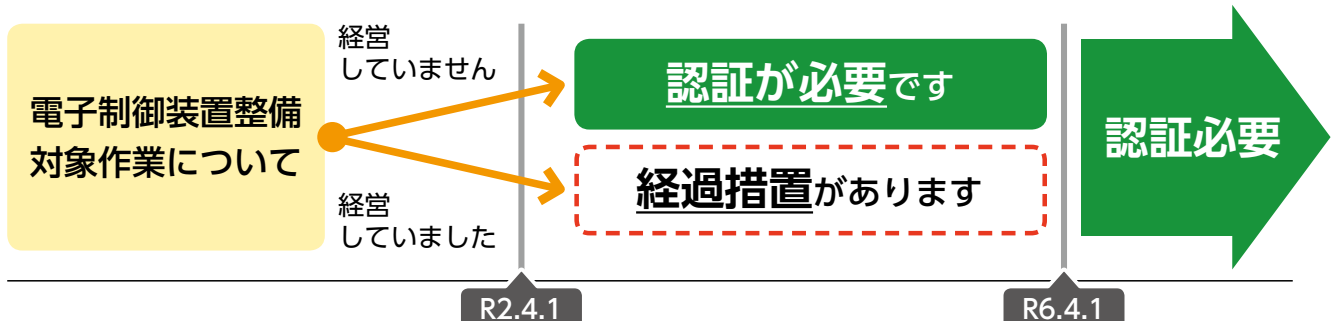 電子制御装置整備
対象作業について
経営
していません
認証が必要です
経営
していました
経過措置があります
認証必要
R2.4.1
R6.4.1